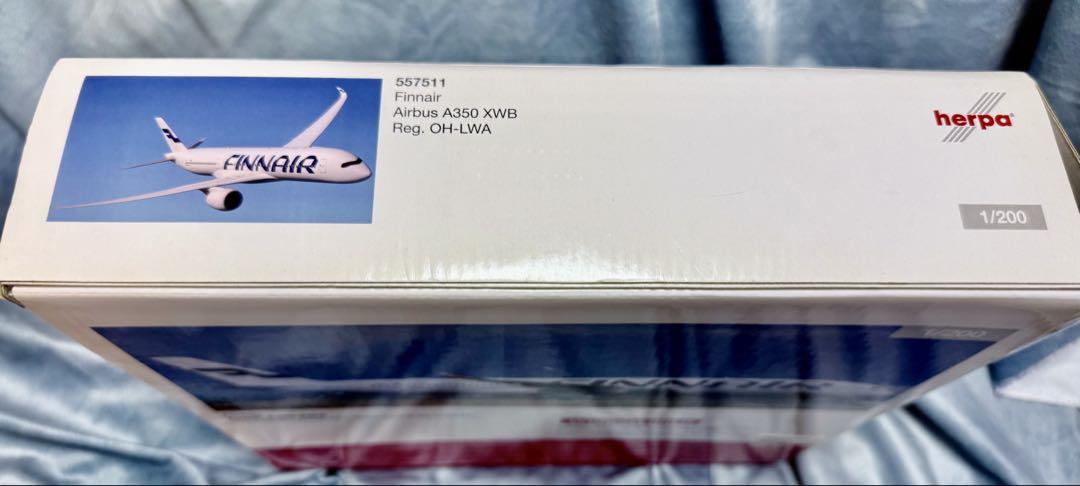 557511
Finnair
Airbus A350 XWB
Reg. OH-LWA
FINNAIR
herpa
1/200
1/200